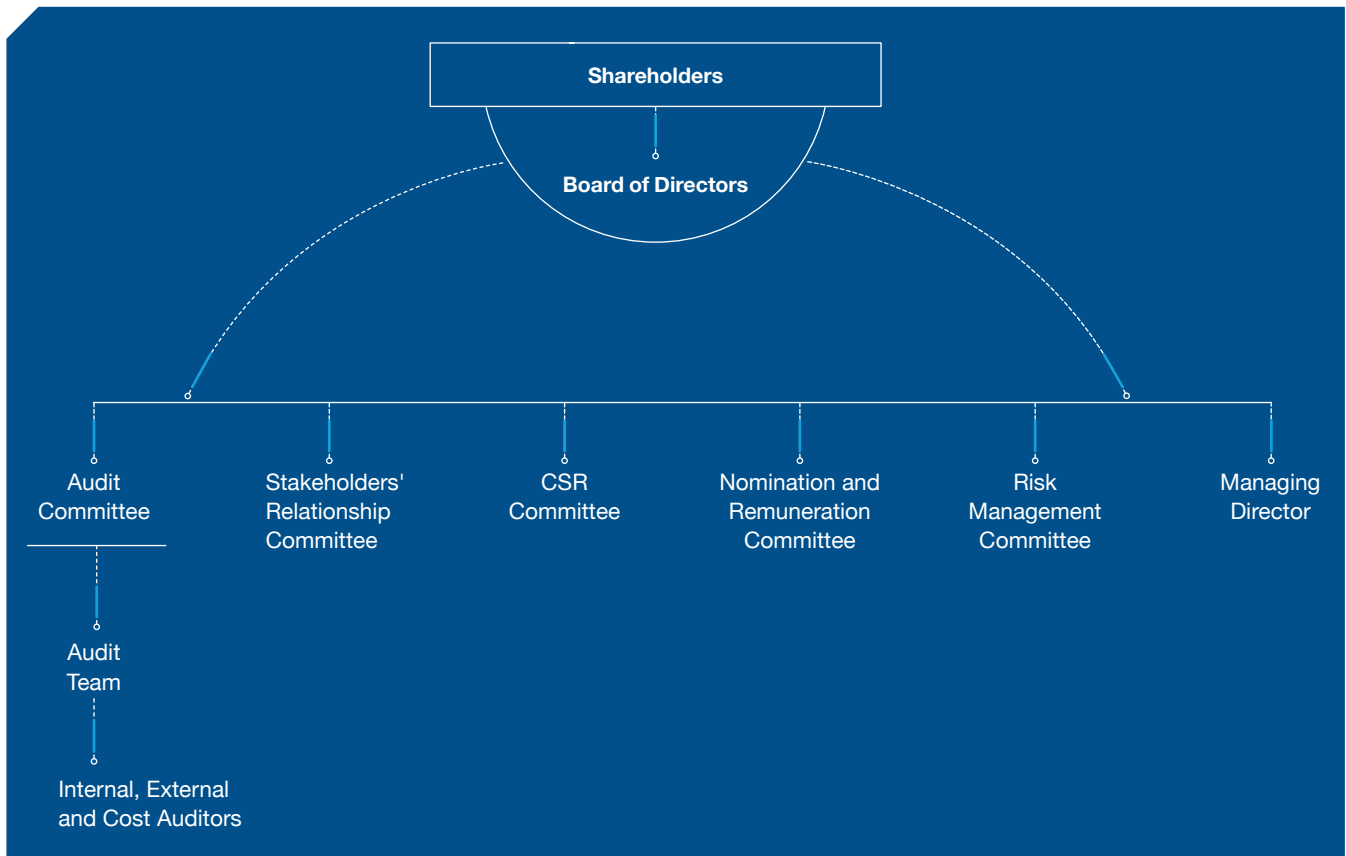 Shareholders
Board of Directors
Audit
Committee
Stakeholders'
Relationship
Committee
CSR
Committee
Nomination and
Remuneration
Committee
Risk
Management
Committee
Managing
Director
Audit
Team
Internal, External
and Cost Auditors